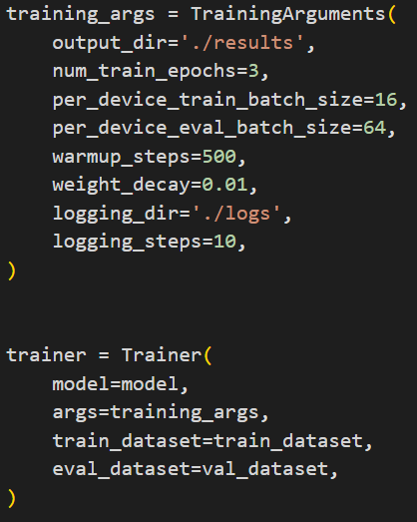 training_args = TrainingArguments(
    output_dir='./results',
    num_train_epochs=3,
    per_device_train_batch_size=16,
    per_device_eval_batch_size=64,
    warmup_steps=500,
    weight_decay=0.01,
    logging_dir='./logs',
    logging_steps=10,
)
trainer = Trainer(
    model=model,
    args=training_args,
    train_dataset=train_dataset,
    eval_dataset=val_dataset,
)